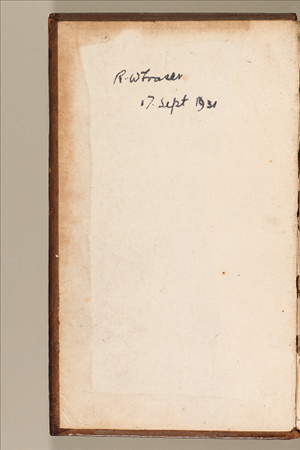 R. W Fraser
17. Sept 1931